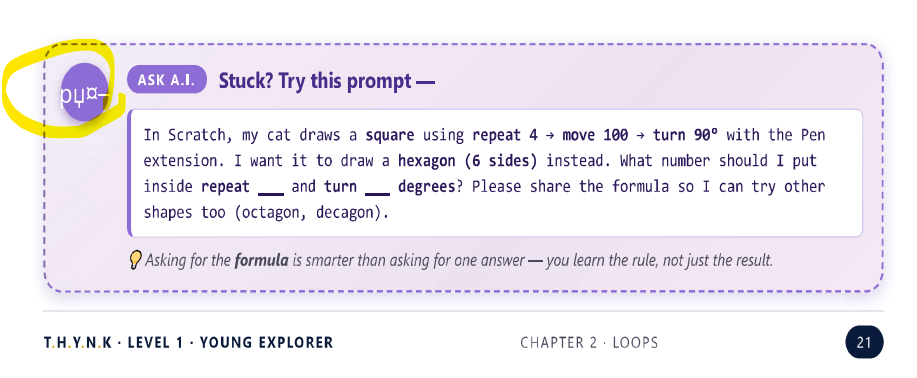 ASK A.I. Stuck? Try this prompt —
In Scratch, my cat draws a square using repeat 4 → move 100 → turn 90° with the Pen
extension. I want it to draw a hexagon (6 sides) instead. What number should I put
inside repeat ___ and turn ___ degrees? Please share the formula so I can try other
shapes too (octagon, decagon).
Asking for the formula is smarter than asking for one answer — you learn the rule, not just the result.
T.H.Y.N.K · LEVEL 1 · YOUNG EXPLORER CHAPTER 2 · LOOPS 21